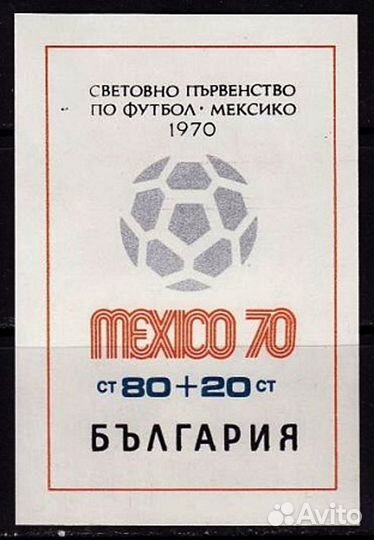 СВЕТОВНО ПЪРВЕНСТВО
ПО ФУТБОЛ · МЕКСИКО
1970
MEXICO 70
СТ 80+20 СТ
БЪЛГАРИЯ
Avito